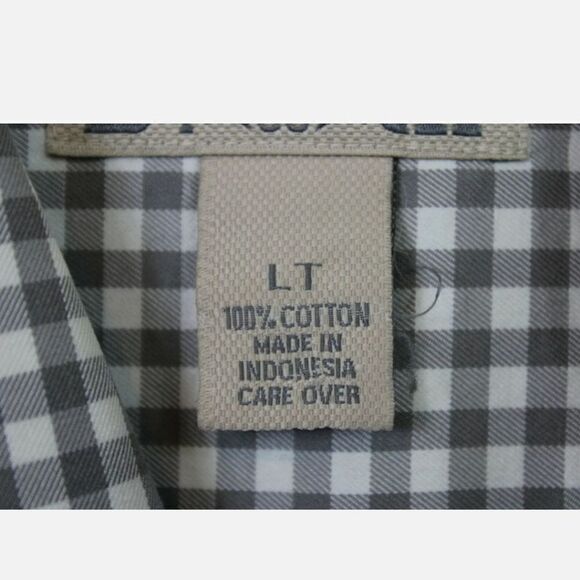 LT
100% COTTON
MADE IN
INDONESIA
CARE OVER